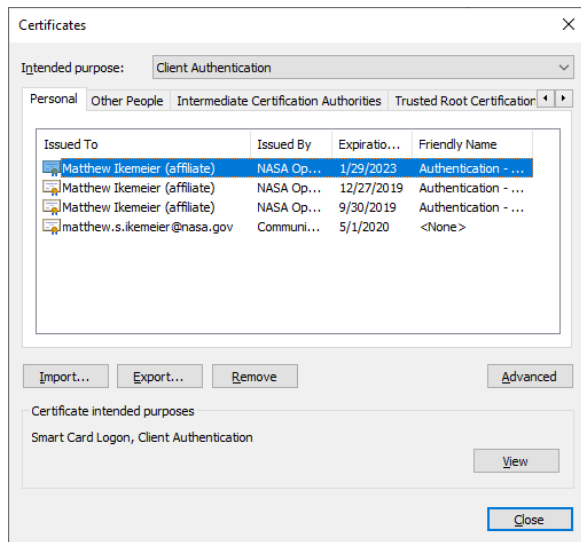 Certificates
Intended purpose: Client Authentication
Personal Other People Intermediate Certification Authorities Trusted Root Certification
Issued To Issued By Expiratio... Friendly Name
Matthew Ikemeier (affiliate) NASA Op... 1/29/2023 Authentication - ...
Matthew Ikemeier (affiliate) NASA Op... 12/27/2019 Authentication - ...
Matthew Ikemeier (affiliate) NASA Op... 9/30/2019 Authentication - ...
matthew.s.ikemeier@nasa.gov Communi... 5/1/2020 <None>
Import... Export... Remove Advanced
Certificate intended purposes
Smart Card Logon, Client Authentication
View
Close